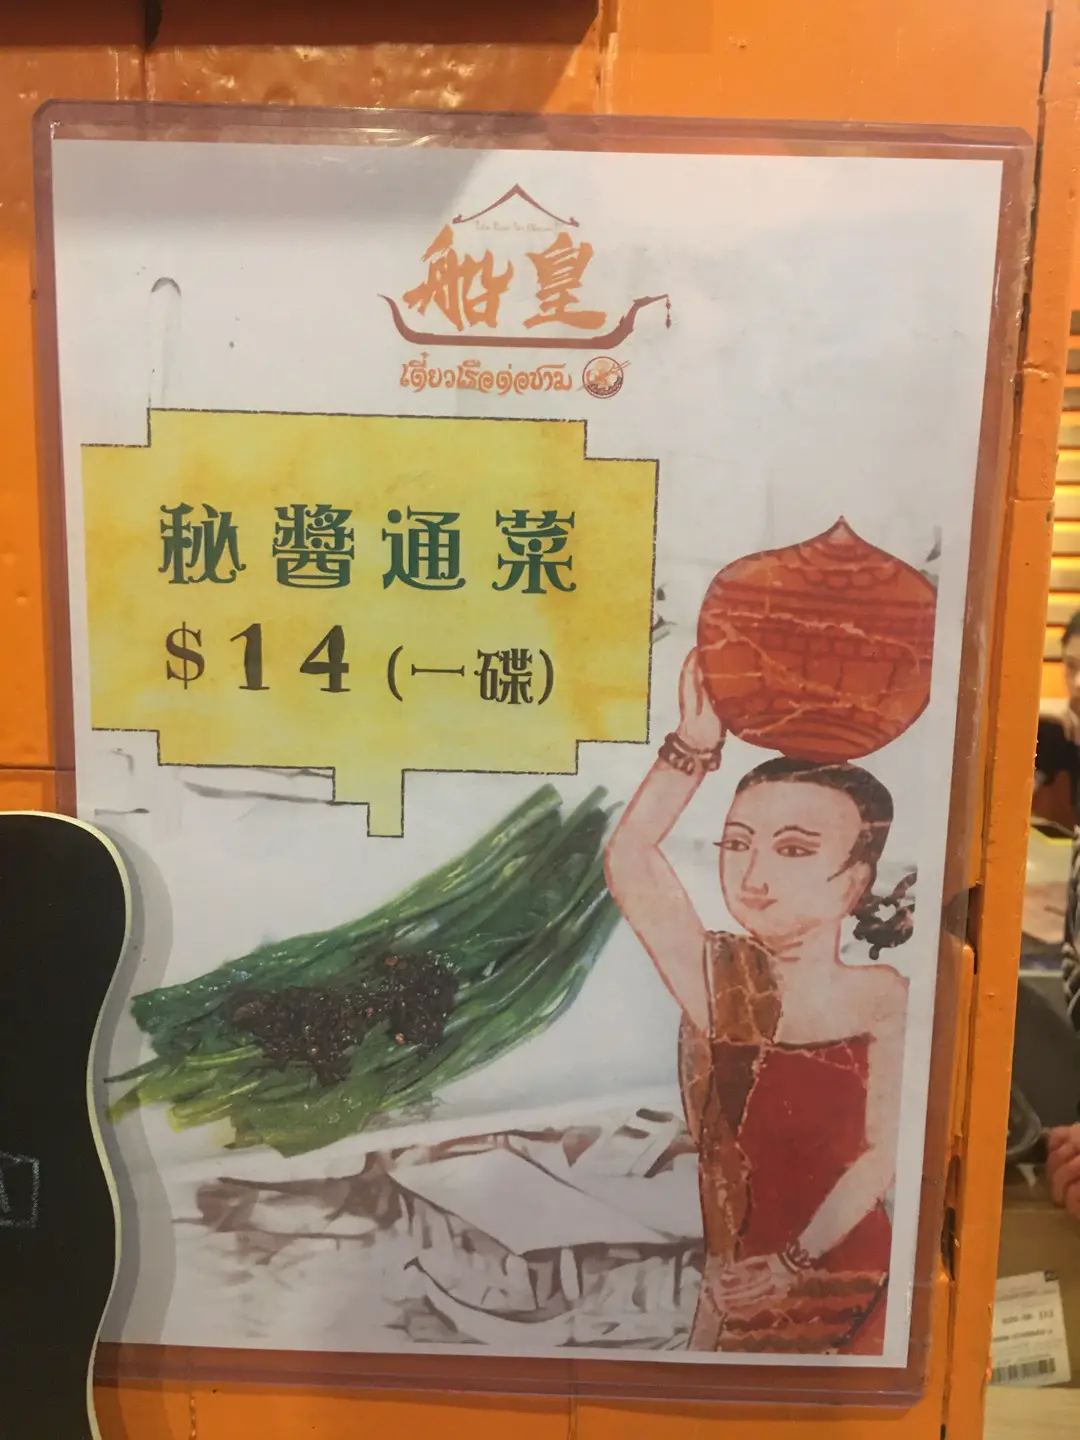 船皇
เตี๋ยวเรือต่อชาม
秘醬通菜
$14 (一碟)